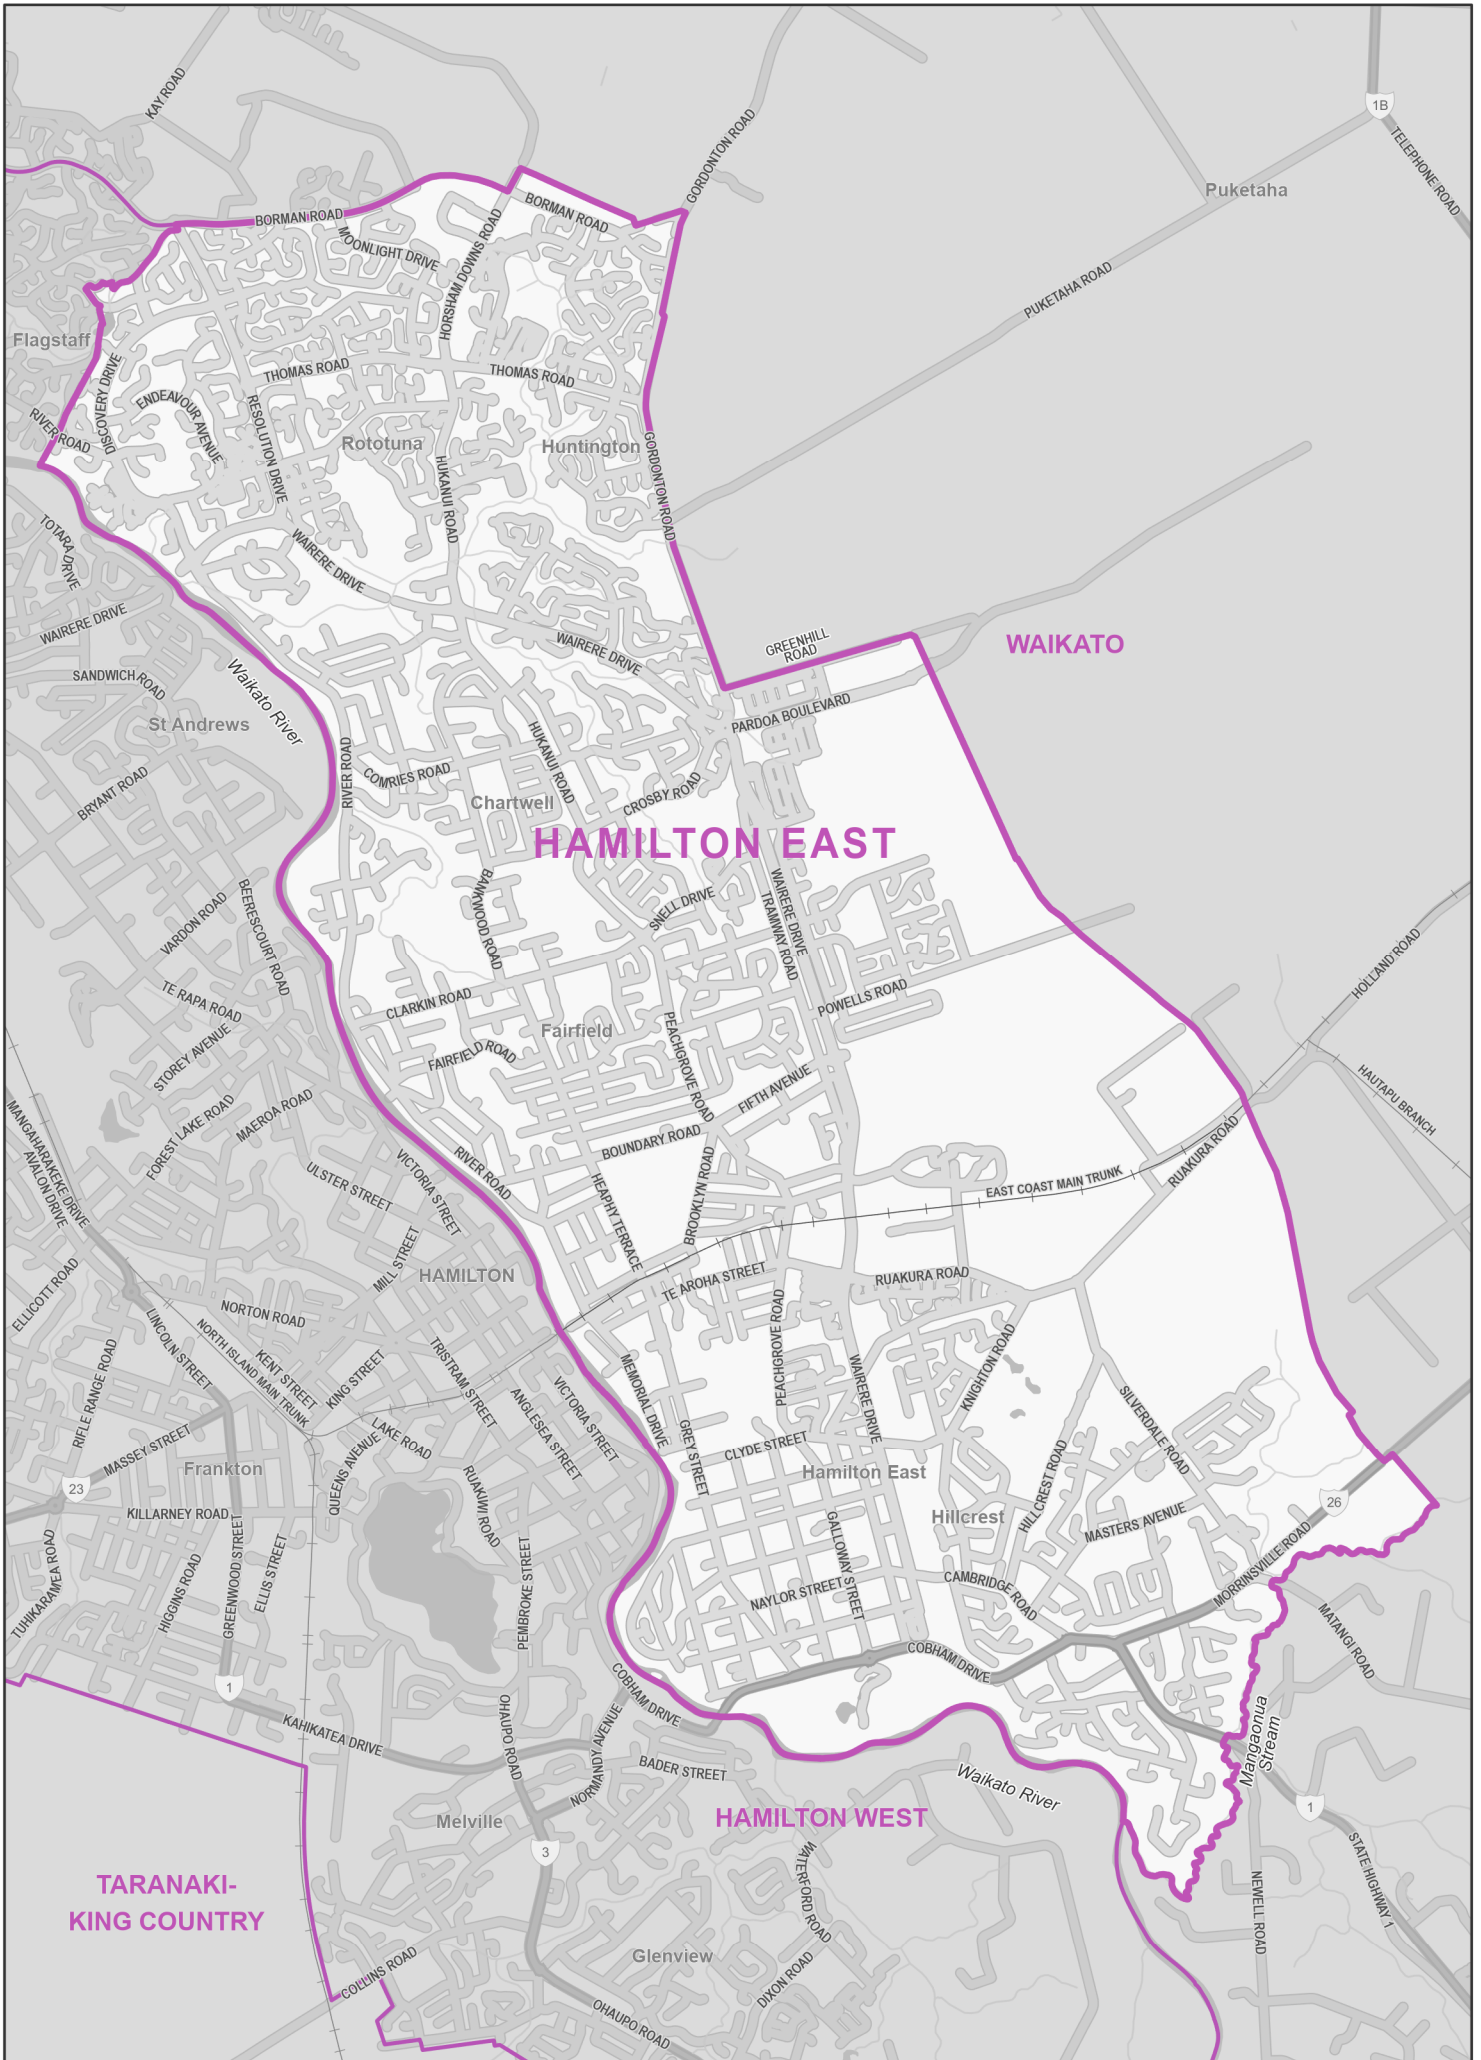 KAY ROAD
GORDONTON ROAD
1B
TELEPHONE ROAD
Puketaha
BORMAN ROAD
BORMAN ROAD
MOONLIGHT DRIVE
HORSHAM DOWNS ROAD
PUKETAHA ROAD
Flagstaff
DISCOVERY DRIVE
ENDEAVOUR AVENUE
THOMAS ROAD
THOMAS ROAD
RESOLUTION DRIVE
RIVER ROAD
Rototuna
Huntington
HUKANUI ROAD
GORDONTON ROAD
TOTARA DRIVE
WAIRERE DRIVE
WAIRERE DRIVE
WAIRERE DRIVE
GREENHILL
ROAD
WAIKATO
SANDWICH ROAD
Waikato River
St Andrews
PARDOA BOULEVARD
HUKANUI ROAD
RIVER ROAD
COMRIES ROAD
BRYANT ROAD
Chartwell
CROSBY ROAD
HAMILTON EAST
BANKWOOD ROAD
SNELL DRIVE
WAIRERE DRIVE
TRAMWAY ROAD
BEERESCOURT ROAD
VARDON ROAD
HOLLAND ROAD
TE RAPA ROAD
CLARKIN ROAD
POWELLS ROAD
Fairfield
STOREY AVENUE
FAIRFIELD ROAD
PEACHGROVE ROAD
FIFTH AVENUE
HAUTAPU BRANCH
MANGAHARAKEKE DRIVE
AVALON DRIVE
FOREST LAKE ROAD
MAEROA ROAD
BOUNDARY ROAD
RIVER ROAD
RUAKURA ROAD
ULSTER STREET
VICTORIA STREET
HEAPHY TERRACE
BROOKLYN ROAD
EAST COAST MAIN TRUNK
MILL STREET
HAMILTON
ELLICOTT ROAD
TE AROHA STREET
RUAKURA ROAD
NORTON ROAD
LINCOLN STREET
NORTH ISLAND MAIN TRUNK
KENT STREET
KING STREET
TRISTRAM STREET
RIFLE RANGE ROAD
PEACHGROVE ROAD
KNIGHTON ROAD
MEMORIAL DRIVE
WAIRERE DRIVE
VICTORIA STREET
ANGLESEA STREET
SILVERDALE ROAD
LAKE ROAD
QUEENS AVENUE
MASSEY STREET
GREY STREET
CLYDE STREET
Frankton
Hamilton East
HILLCREST ROAD
23
RUAKIWI ROAD
26
KILLARNEY ROAD
Hillcrest
MASTERS AVENUE
GALLOWAY STREET
TUHIKARAMEA ROAD
HIGGINS ROAD
GREENWOOD STREET
ELLIS STREET
PEMBROKE STREET
NAYLOR STREET
CAMBRIDGE ROAD
MORRINSVILLE ROAD
MATANGI ROAD
COBHAM DRIVE
COBHAM DRIVE
1
KAHIKATEA DRIVE
OHAUPO ROAD
NORMANDY AVENUE
BADER STREET
Mangaonua
Stream
Waikato River
1
Melville
HAMILTON WEST
3
WATERFORD ROAD
STATE HIGHWAY 1
NEWELL ROAD
TARANAKI-
KING COUNTRY
Glenview
COLLINS ROAD
DIXON ROAD
OHAUPO ROAD